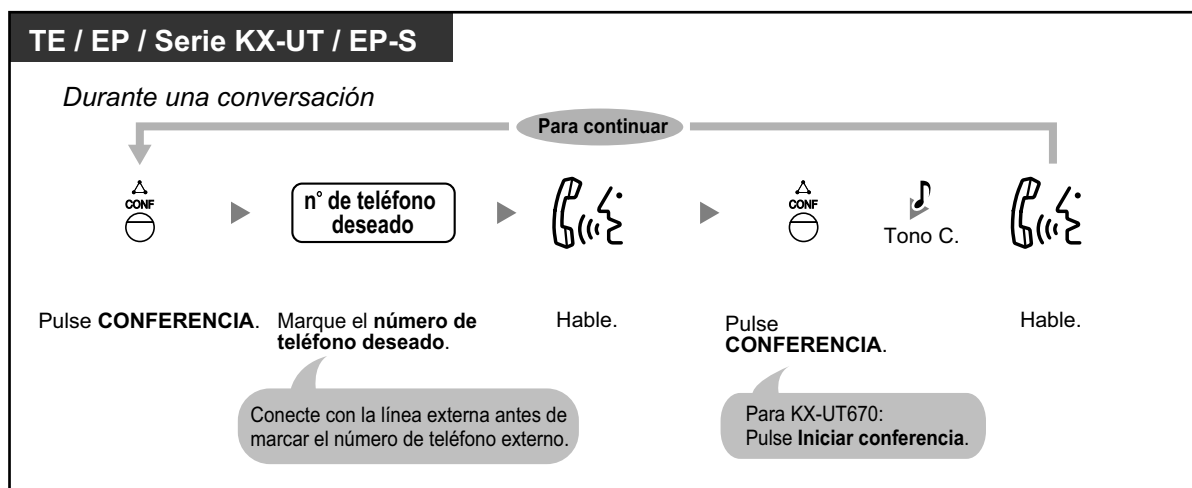 TE / EP / Serie KX-UT / EP-S
Durante una conversación
Para continuar
CONF
n° de teléfono
deseado
CONF
Tono C.
Pulse CONFERENCIA.
Marque el número de
teléfono deseado.
Hable.
Pulse
CONFERENCIA.
Hable.
Conecte con la línea externa antes de
marcar el número de teléfono externo.
Para KX-UT670:
Pulse Iniciar conferencia.